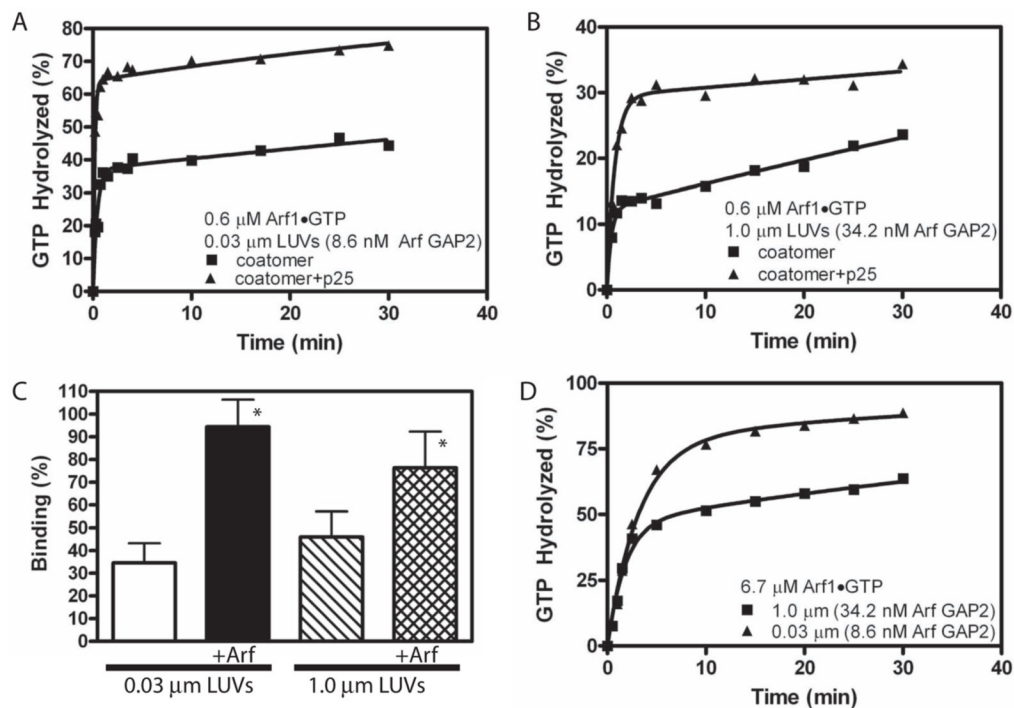 A
GTP Hydrolyzed (%)
80
70
60
50
40
30
20
10
0
0.6 μM Arf1•GTP
0.03 μm LUVs (8.6 nM Arf GAP2)
■ coatomer
▲ coatomer+p25
0 10 20 30 40
Time (min)
B
GTP Hydrolyzed (%)
40
30
20
10
0
0.6 μM Arf1•GTP
1.0 μm LUVs (34.2 nM Arf GAP2)
■ coatomer
▲ coatomer+p25
0 10 20 30 40
Time (min)
C
Binding (%)
110
100
90
80
70
60
50
40
30
20
10
0
*
*
+Arf +Arf
0.03 μm LUVs 1.0 μm LUVs
D
GTP Hydrolyzed (%)
100
75
50
25
0
6.7 μM Arf1•GTP
■ 1.0 μm (34.2 nM Arf GAP2)
▲ 0.03 μm (8.6 nM Arf GAP2)
0 10 20 30 40
Time (min)